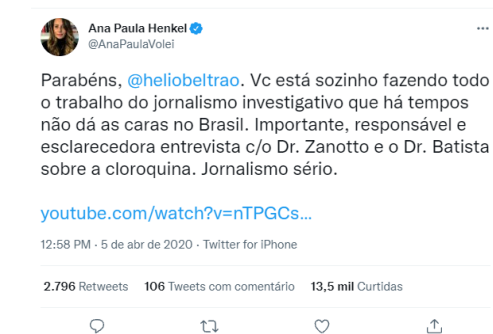 Ana Paula Henkel
@AnaPaulaVolei
Parabéns, @heliobeltrao. Vc está sozinho fazendo todo
o trabalho do jornalismo investigativo que há tempos
não dá as caras no Brasil. Importante, responsável e
esclarecedora entrevista c/o Dr. Zanotto e o Dr. Batista
sobre a cloroquina. Jornalismo sério.
youtube.com/watch?v=nTPGCs...
12:58 PM · 5 de abr de 2020 · Twitter for iPhone
2.796 Retweets 106 Tweets com comentário 13,5 mil Curtidas